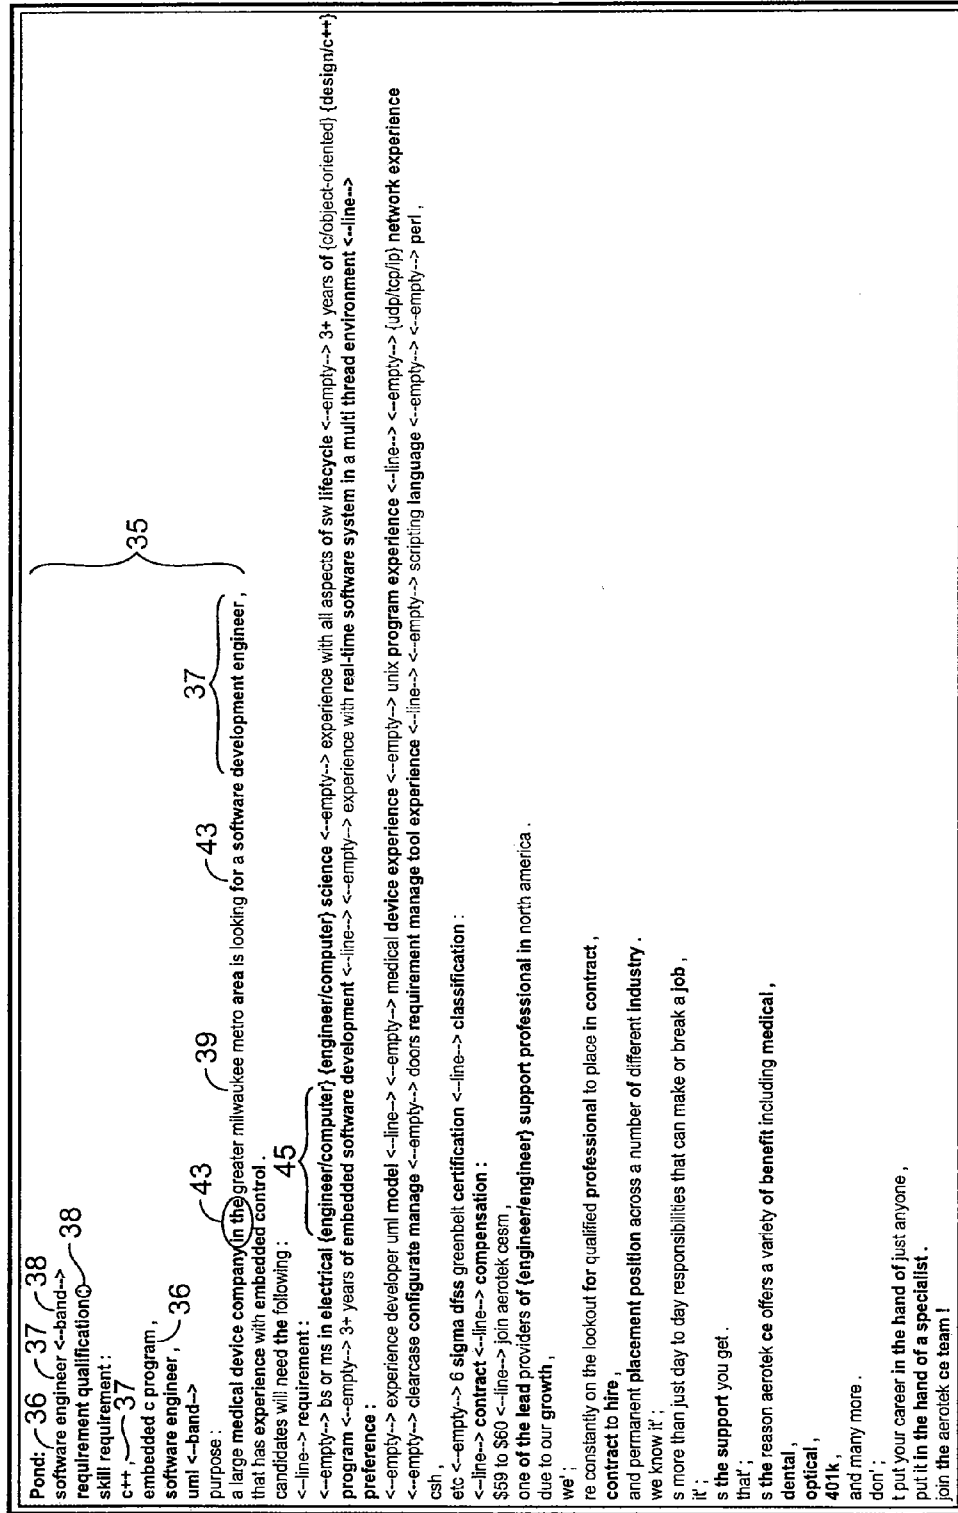 Pond: 36 37 38
software engineer <--band-->
requirement qualification: 38
skill requirement :
c++ , 37
embedded c program ,
software engineer , 36
uml <--band-->
purpose : 43 39 43 37 35
a large medical device company in the greater milwaukee metro area is looking for a software development engineer ,
that has experience with embedded control .
candidates will need the following : 45
<--line--> requirement :
<--empty--> bs or ms in electrical {engineer/computer} {engineer/computer} science <--empty--> experience with all aspects of sw lifecycle <--empty--> 3+ years of {c/object-oriented} {design/c++}
program <--empty--> 3+ years of embedded software development <--line--> <--empty--> experience with real-time software system in a multi thread environment <--line-->
preference :
<--empty--> experience developer uml model <--line--> <--empty--> medical device experience <--empty--> unix program experience <--line--> <--empty--> {udp/tcp/ip} network experience
<--empty--> clearcase configurate manage <--empty--> doors requirement manage tool experience <--line--> <--empty--> scripting language <--empty--> <--empty--> perl ,
csh ,
etc <--empty--> 6 sigma dfss greenbelt certification <--line--> classification :
<--line--> contract <--line--> compensation :
$59 to $60 <--line--> join aerotek cesm ,
one of the lead providers of {engineer/engineer} support professional in north america .
due to our growth ,
we' ;
re constantly on the lookout for qualified professional to place in contract ,
contract to hire ,
and permanent placement position across a number of different industry .
we know it' ;
s more than just day to day responsibilities that can make or break a job ,
it' ;
s the support you get .
that' ;
s the reason aerotek ce offers a variety of benefit including medical ,
dental ,
optical ,
401k ,
and many more .
don' ;
t put your career in the hand of just anyone ,
put it in the hand of a specialist .
join the aerotek ce team !